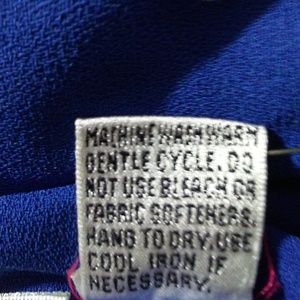 MACHINE WASH WARM
GENTLE CYCLE. DO
NOT USE BLEACH OR
FABRIC SOFTENERS.
HANG TO DRY. USE
COOL IRON IF
NECESSARY.